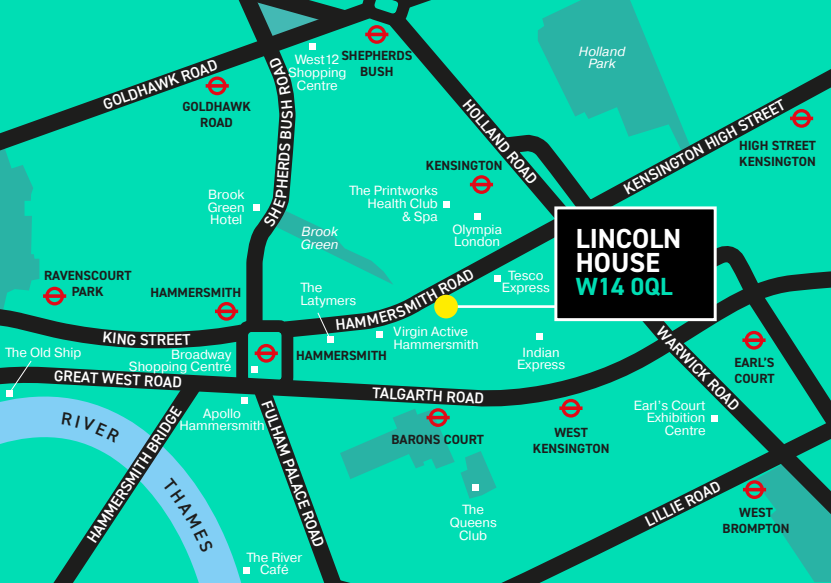 GOLDHAWK ROAD
West12
Shopping
Centre
SHEPHERDS
BUSH
Holland
Park
GOLDHAWK
ROAD
SHEPHERDS BUSH ROAD
HOLLAND ROAD
KENSINGTON HIGH STREET
HIGH STREET
KENSINGTON
KENSINGTON
The Printworks
Health Club
& Spa
Olympia
London
Brook
Green
Hotel
Brook
Green
LINCOLN
HOUSE
W14 0QL
RAVENSCOURT
PARK
HAMMERSMITH
The
Latymers
HAMMERSMITH ROAD
Tesco
Express
KING STREET
Virgin Active
Hammersmith
Indian
Express
The Old Ship
Broadway
Shopping Centre
HAMMERSMITH
WARWICK ROAD
EARL'S
COURT
GREAT WEST ROAD
TALGARTH ROAD
Apollo
Hammersmith
RIVER
THAMES
HAMMERSMITH BRIDGE
FULHAM PALACE ROAD
BARONS COURT
WEST
KENSINGTON
Earl's Court
Exhibition
Centre
The
Queens
Club
LILLIE ROAD
WEST
BROMPTON
The River
Café